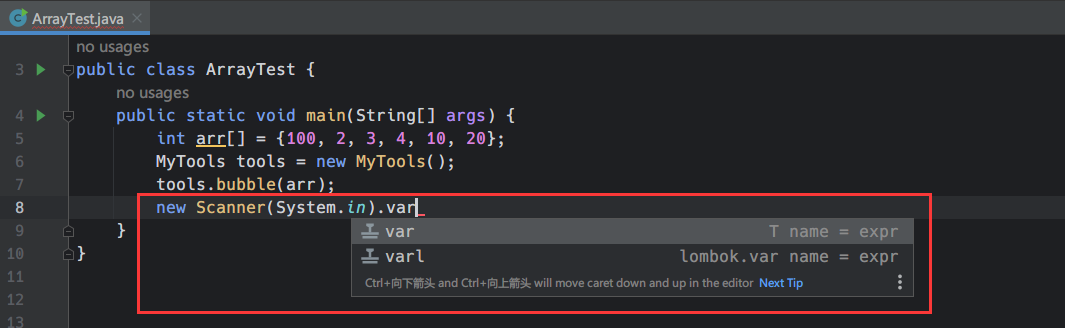 ArrayTest.java
no usages
3 public class ArrayTest {
no usages
4 public static void main(String[] args) {
5 int arr[] = {100, 2, 3, 4, 10, 20};
6 MyTools tools = new MyTools();
7 tools.bubble(arr);
8 new Scanner(System.in).var
9 }
var T name = expr
10 }
varl lombok.var name = expr
11
Ctrl+向下箭头 and Ctrl+向上箭头 will move caret down and up in the editor Next Tip
12
13